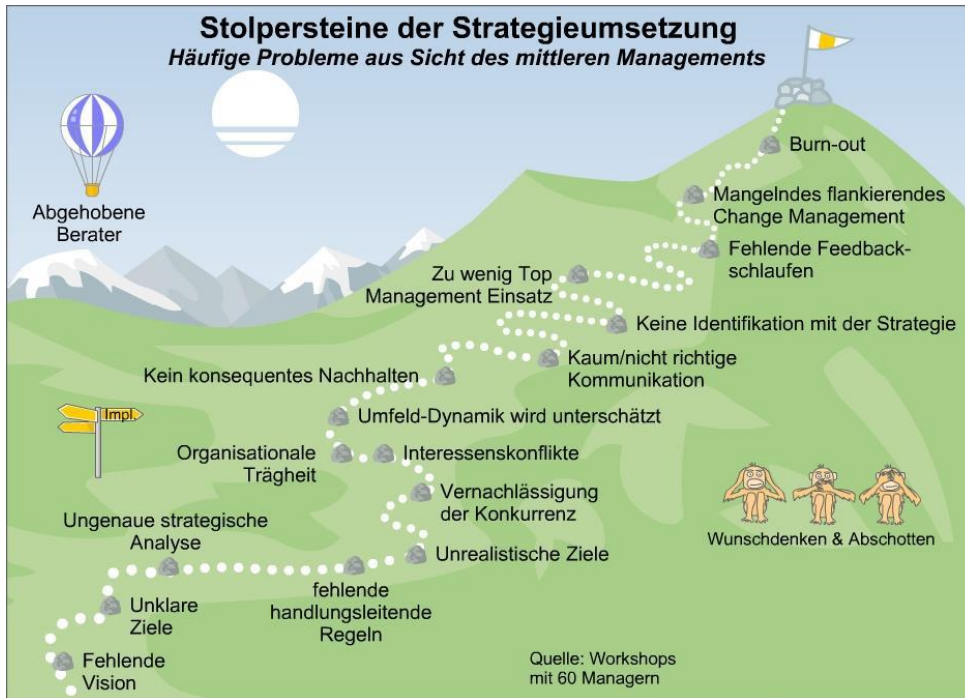 Stolpersteine der Strategieumsetzung
Häufige Probleme aus Sicht des mittleren Managements
Abgehobene
Berater
Burn-out
Mangelndes flankierendes
Change Management
Fehlende Feedback-
schlaufen
Zu wenig Top
Management Einsatz
Keine Identifikation mit der Strategie
Kaum/nicht richtige
Kommunikation
Kein konsequentes Nachhalten
Impl.
Umfeld-Dynamik wird unterschätzt
Organisationale
Trägheit
Interessenskonflikte
Vernachlässigung
der Konkurrenz
Wunschdenken & Abschotten
Ungenaue strategische
Analyse
Unrealistische Ziele
fehlende
handlungsleitende
Regeln
Unklare
Ziele
Fehlende
Vision
Quelle: Workshops
mit 60 Managern